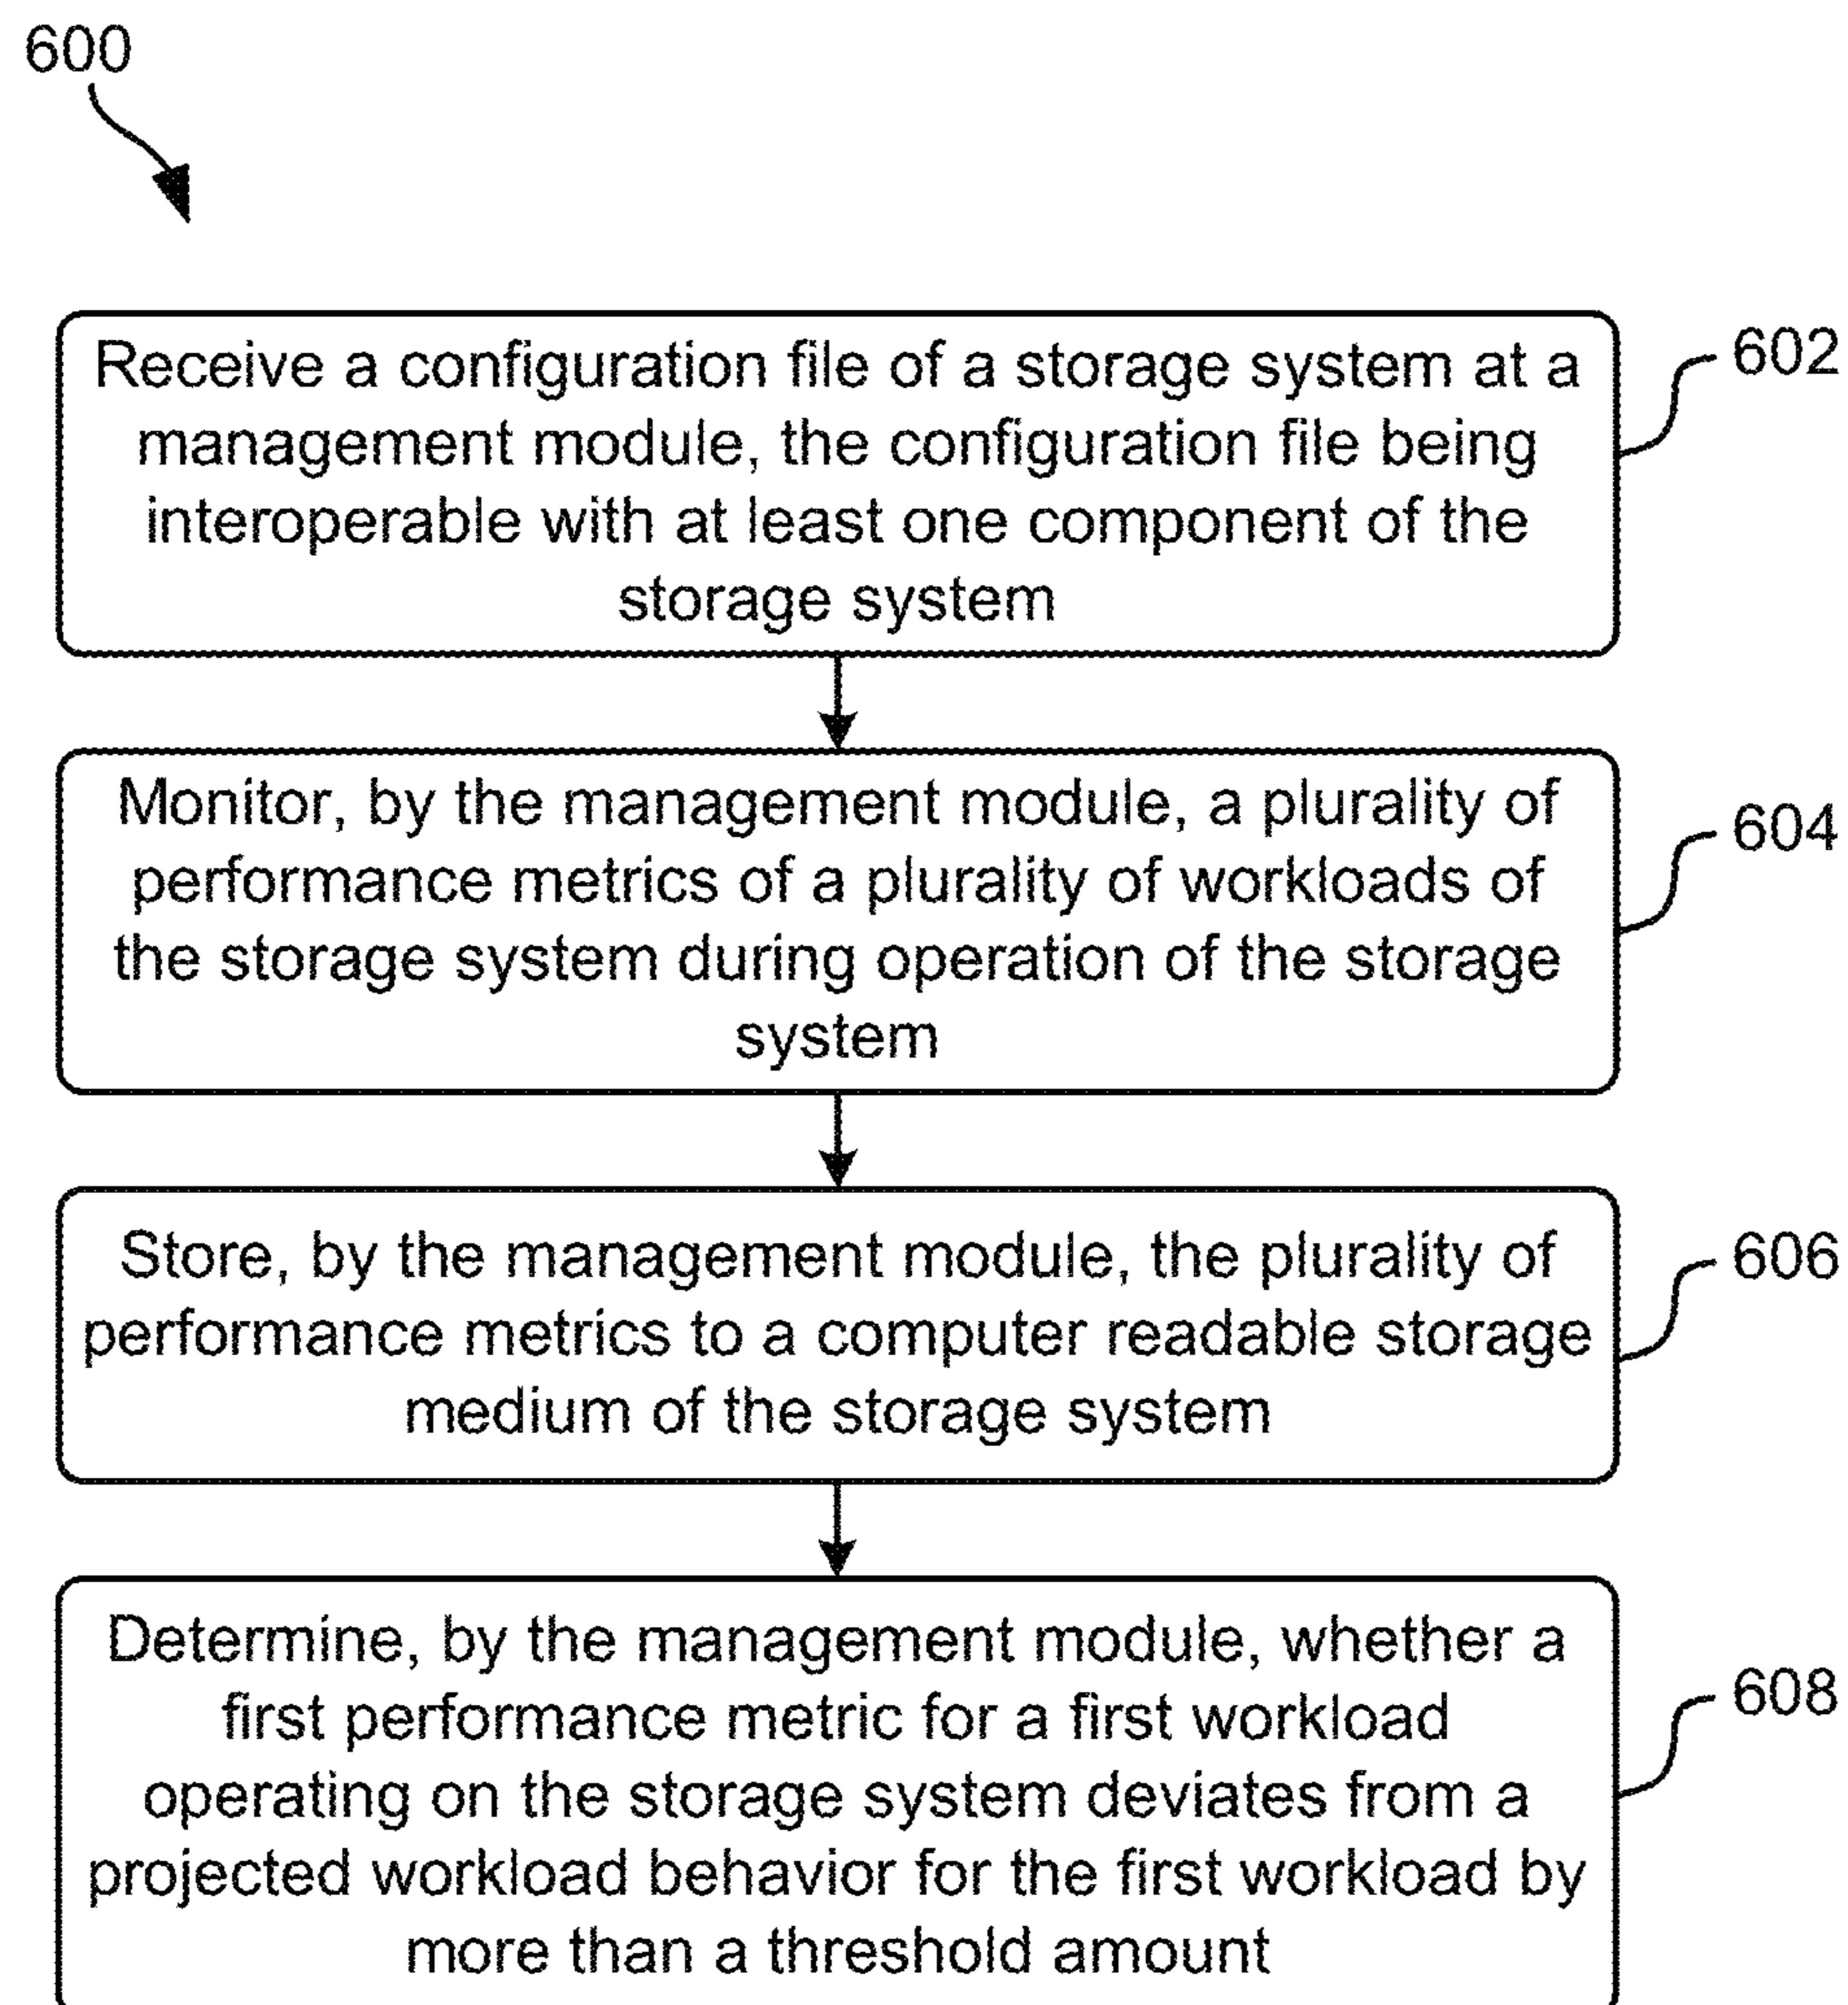 600
Receive a configuration file of a storage system at a
management module, the configuration file being
interoperable with at least one component of the
storage system
602
Monitor, by the management module, a plurality of
performance metrics of a plurality of workloads of
the storage system during operation of the storage
system
604
Store, by the management module, the plurality of
performance metrics to a computer readable storage
medium of the storage system
606
Determine, by the management module, whether a
first performance metric for a first workload
operating on the storage system deviates from a
projected workload behavior for the first workload by
more than a threshold amount
608